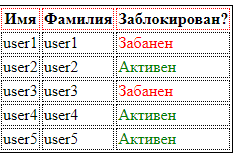 Имя Фамилия Заблокирован?
user1 user1 Забанен
user2 user2 Активен
user3 user3 Забанен
user4 user4 Активен
user5 user5 Активен